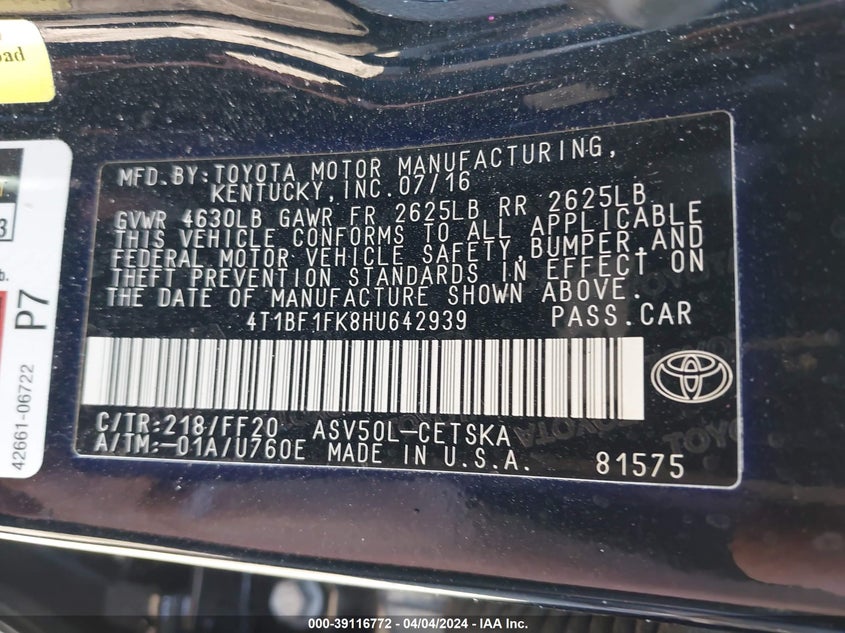 oad
3
b.
P7
42661-06722
MFD.BY:TOYOTA MOTOR MANUFACTURING,
KENTUCKY,INC.07/16
GVWR 4630LB GAWR FR 2625LB RR 2625LB
THIS VEHICLE CONFORMS TO ALL APPLICABLE
FEDERAL MOTOR VEHICLE SAFETY,BUMPER,AND
THEFT PREVENTION STANDARDS IN EFFECT ON
THE DATE OF MANUFACTURE SHOWN ABOVE.
4T1BF1FK8HU642939 PASS.CAR
C/TR:218/FF20 ASV50L-CETSKA
A/TM:-01A/U760E MADE IN U.S.A. 81575
000-39116772 - 04/04/2024 - IAA Inc.